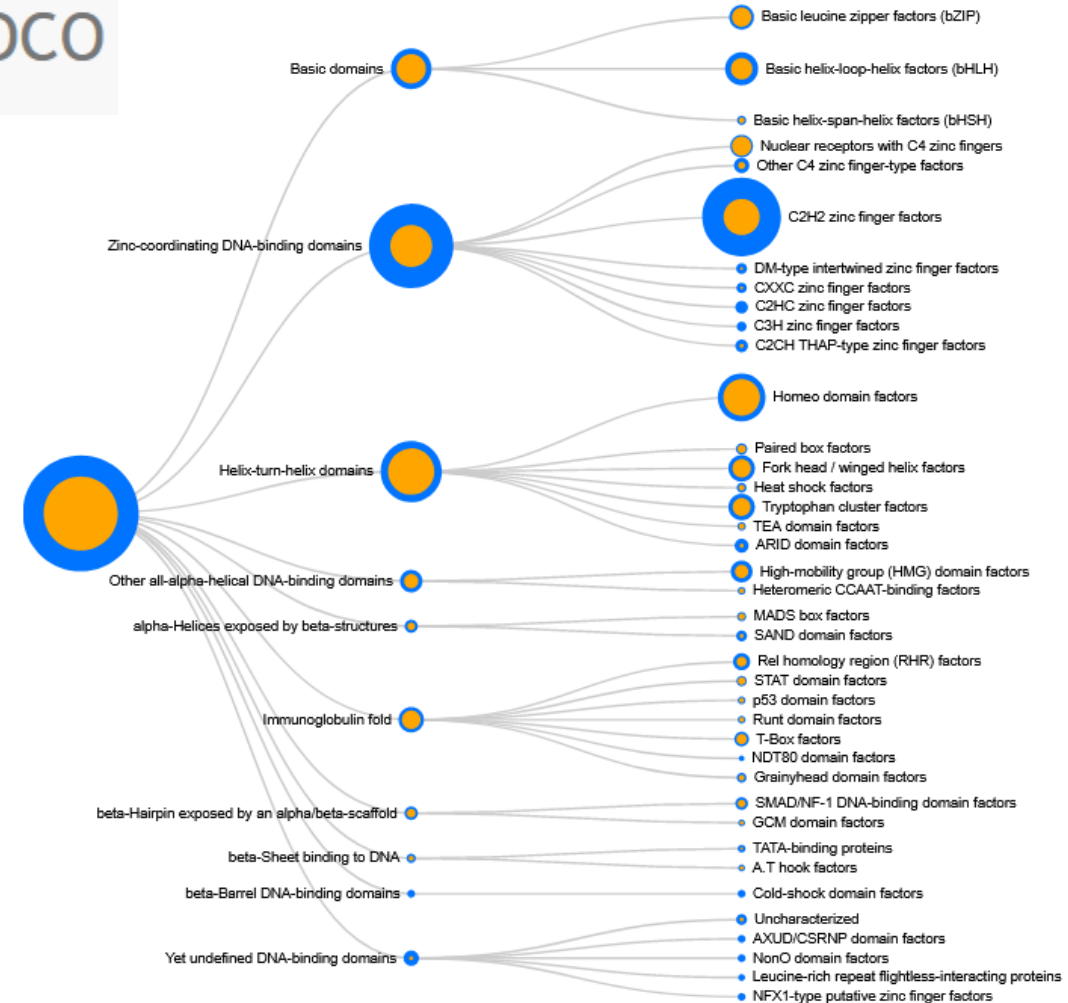 oco
Basic domains
Basic leucine zipper factors (bZIP)
Basic helix-loop-helix factors (bHLH)
Basic helix-span-helix factors (bHSH)
Zinc-coordinating DNA-binding domains
Nuclear receptors with C4 zinc fingers
Other C4 zinc finger-type factors
C2H2 zinc finger factors
DM-type intertwined zinc finger factors
CXXC zinc finger factors
C2HC zinc finger factors
C3H zinc finger factors
C2CH THAP-type zinc finger factors
Helix-turn-helix domains
Homeo domain factors
Paired box factors
Fork head / winged helix factors
Heat shock factors
Tryptophan cluster factors
TEA domain factors
ARID domain factors
Other all-alpha-helical DNA-binding domains
High-mobility group (HMG) domain factors
Heteromeric CCAAT-binding factors
alpha-Helices exposed by beta-structures
MADS box factors
SAND domain factors
Immunoglobulin fold
Rel homology region (RHR) factors
STAT domain factors
p53 domain factors
Runt domain factors
T-Box factors
NDT80 domain factors
Grainyhead domain factors
beta-Hairpin exposed by an alpha/beta-scaffold
SMAD/NF-1 DNA-binding domain factors
GCM domain factors
beta-Sheet binding to DNA
TATA-binding proteins
A.T hook factors
beta-Barrel DNA-binding domains
Cold-shock domain factors
Yet undefined DNA-binding domains
Uncharacterized
AXUD/CSRNP domain factors
NonO domain factors
Leucine-rich repeat flightless-interacting proteins
NFX1-type putative zinc finger factors